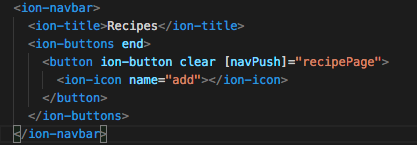 <ion-navbar>
  <ion-title>Recipes</ion-title>
  <ion-buttons end>
    <button ion-button clear [navPush]="recipePage">
      <ion-icon name="add"></ion-icon>
    </button>
  </ion-buttons>
</ion-navbar>